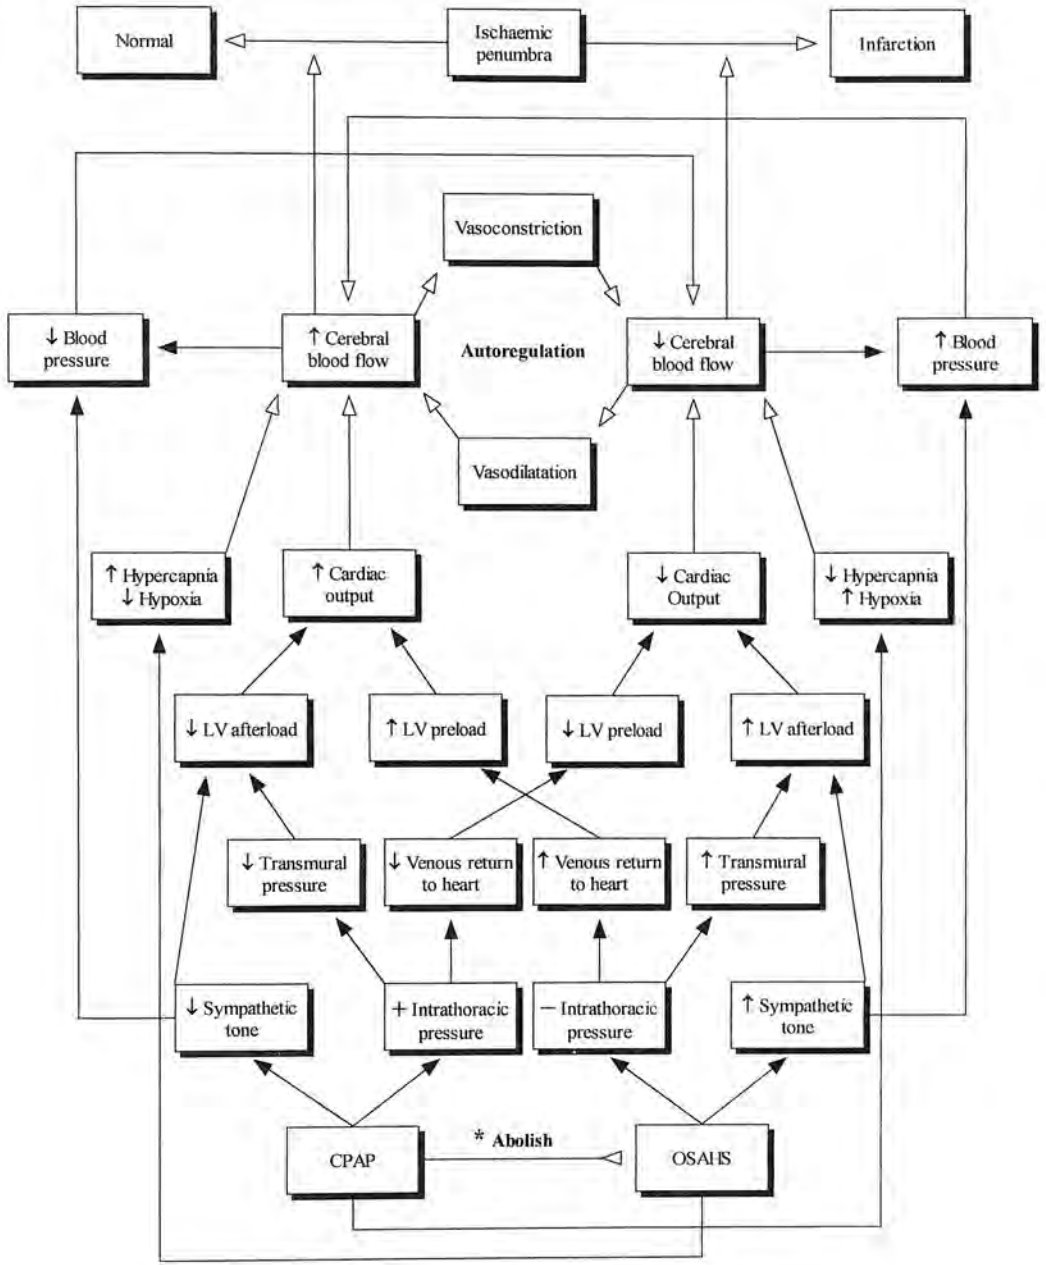 Normal
Ischaemic
penumbra
Infarction
Vasoconstriction
↓ Blood
pressure
↑ Cerebral
blood flow
Autoregulation
↓ Cerebral
blood flow
↑ Blood
pressure
Vasodilatation
↑ Hypercapnia
↓ Hypoxia
↑ Cardiac
output
↓ Cardiac
Output
↓ Hypercapnia
↑ Hypoxia
↓ LV afterload
↑ LV preload
↓ LV preload
↑ LV afterload
↓ Transmural
pressure
↓ Venous return
to heart
↑ Venous return
to heart
↑ Transmural
pressure
↓ Sympathetic
tone
+ Intrathoracic
pressure
− Intrathoracic
pressure
↑ Sympathetic
tone
CPAP
* Abolish
OSAHS